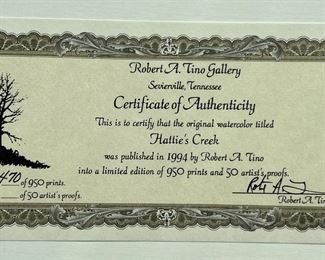 Robert A. Tino Gallery
Sevierville, Tennessee
Certificate of Authenticity
This is to certify that the original watercolor titled
Hattie's Creek
was published in 1994 by Robert A. Tino
into a limited edition of 950 prints and 50 artist's proofs.
470 of 950 prints.
of 50 artist's proofs.
Robert A. Tino